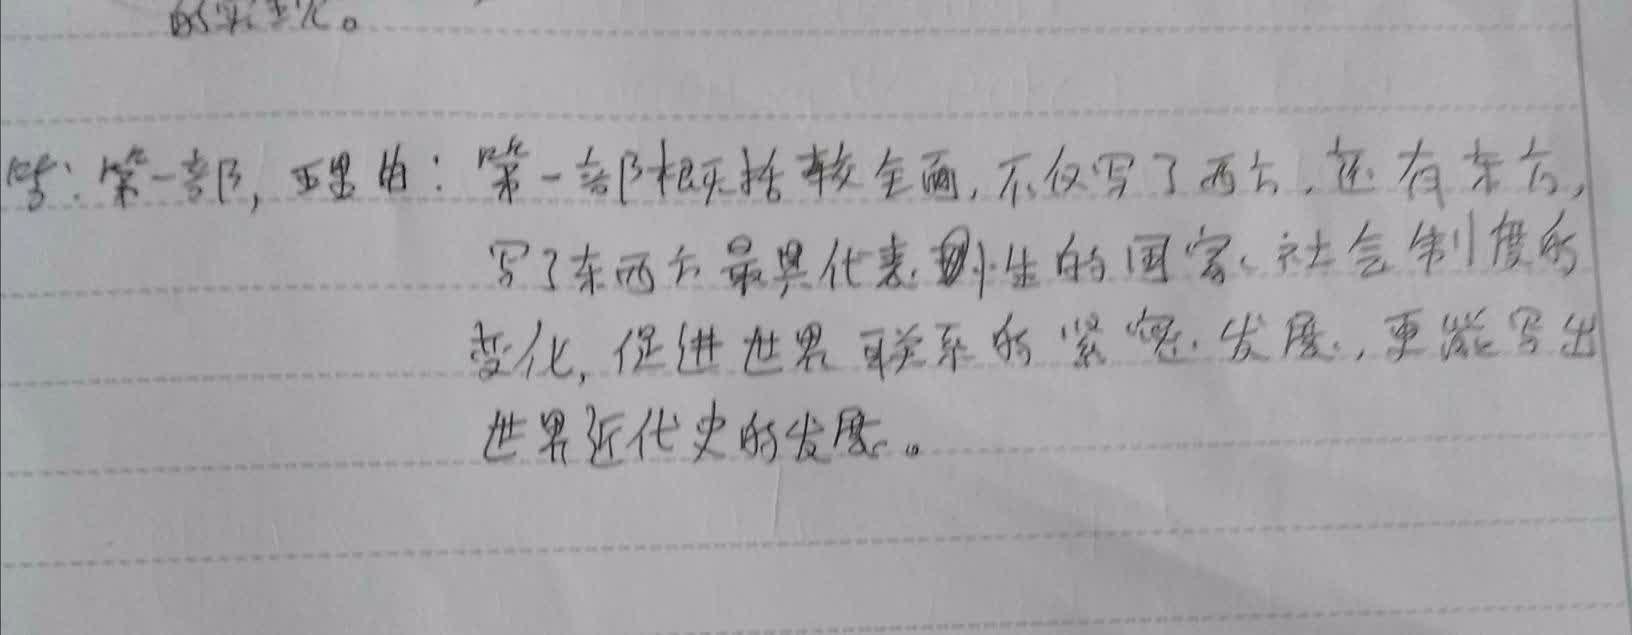 答：第一部，理由：第一部概括较全面，不仅写了西方，还有东方，
写了东西方最具代表性的国家、社会制度的
变化，促进世界联系的紧密发展，更能写出
世界近代史的发展。